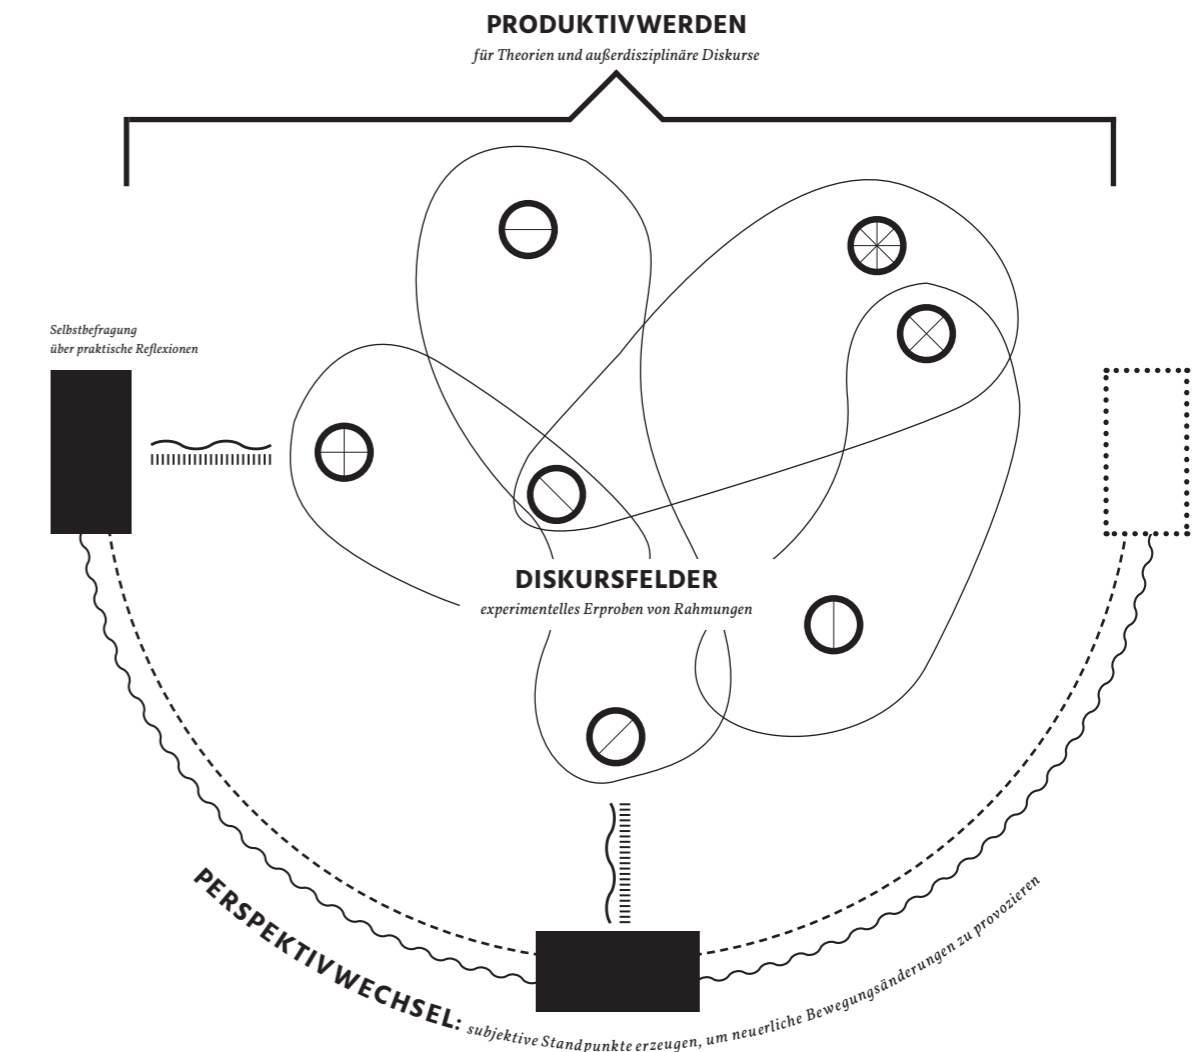 PRODUKTIVWERDEN
für Theorien und außerdisziplinäre Diskurse
Selbstbefragung
über praktische Reflexionen
DISKURSFELDER
experimentelles Erproben von Rahmungen
PERSPEKTIVWECHSEL: subjektive Standpunkte erzeugen, um neuerliche Bewegungsänderungen zu provozieren